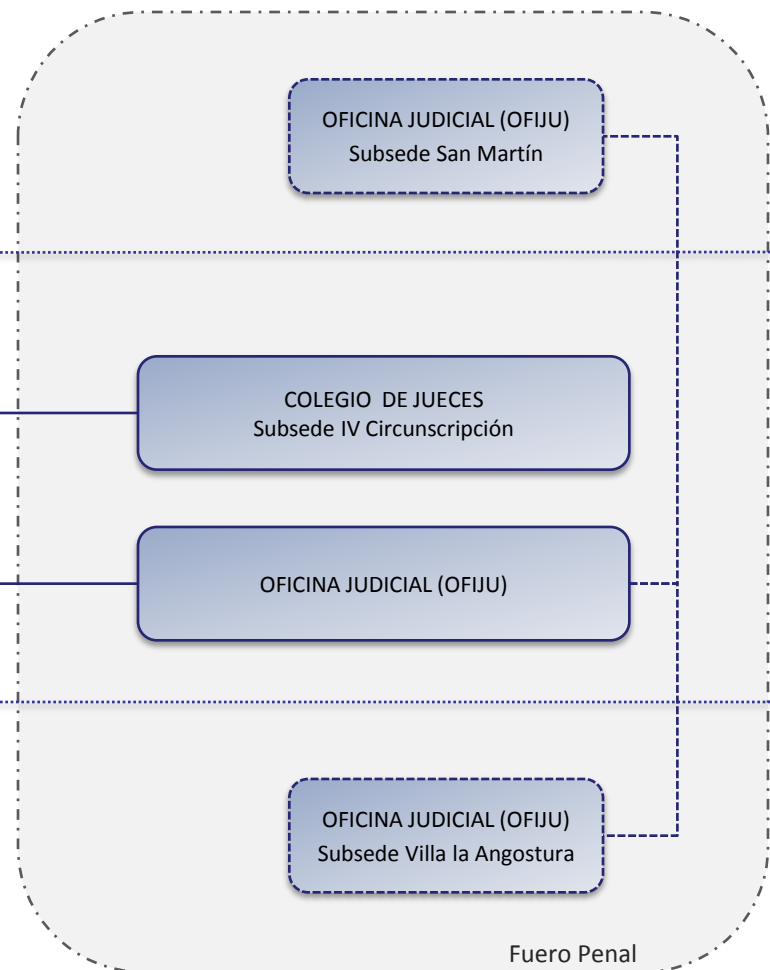 OFICINA JUDICIAL (OFIJU)
Subsede San Martín
COLEGIO DE JUECES
Subsede IV Circunscripción
OFICINA JUDICIAL (OFIJU)
OFICINA JUDICIAL (OFIJU)
Subsede Villa la Angostura
Fuero Penal